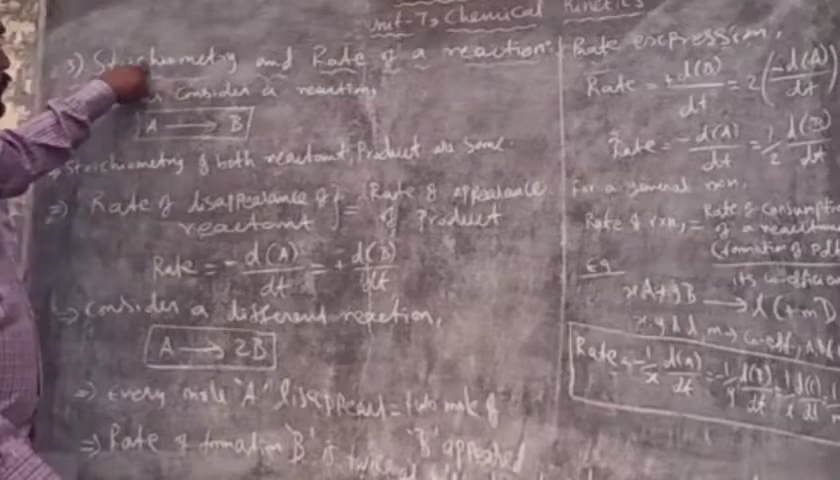 Unit-7, Chemical Kinetics
3) Stoichiometry and Rate of a reaction:
Consider a reaction,
A ⟶ B
Stoichiometry of both reactant, Product are same.
⇒ Rate of disappearance of reactant } = { Rate of appearance of Product
Rate = - d(A)/dt = + d(B)/dt
Consider a different reaction,
A ⟶ 2B
⇒ Every mole 'A' disappear = two mole of 'B' appeared
⇒ Rate of formation 'B' is twice
Rate expression,
Rate = + d(B)/dt = 2(-d(A)/dt)
Rate = - d(A)/dt = 1/2 d(B)/dt
For a general rxn,
Rate of rxn, = Rate of Consumption of a reactant
(formation of
its coefficie
Eg
xA + yB ⟶ l C + m D
x, y, l, m → co-eff,
Rate = -1/x d(A)/dt = -1/y d(B)/dt = 1/l d(C)/dt =